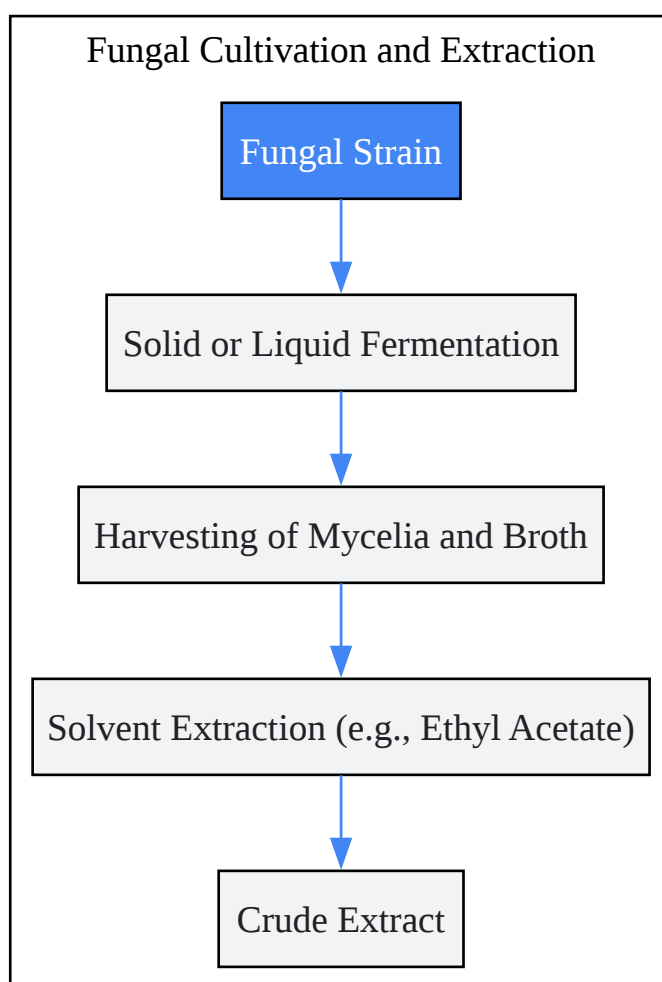 Fungal Cultivation and Extraction
Fungal Strain
Solid or Liquid Fermentation
Harvesting of Mycelia and Broth
Solvent Extraction (e.g., Ethyl Acetate)
Crude Extract